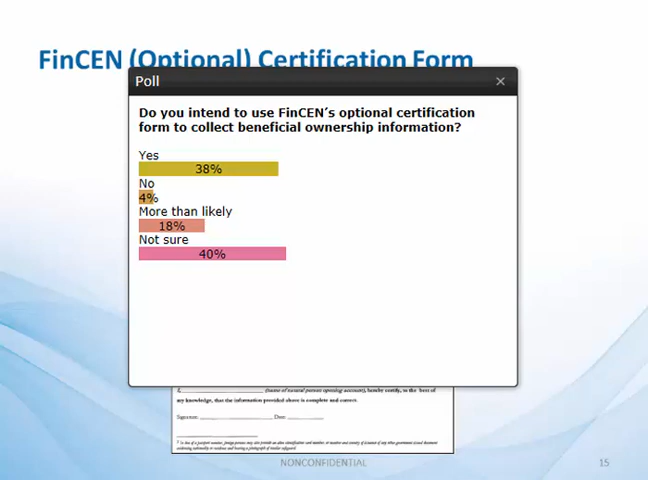 FinCEN (Optional) Certification Form
Poll
Do you intend to use FinCEN's optional certification
form to collect beneficial ownership information?
Yes
38%
No
4%
More than likely
18%
Not sure
40%
(name of natural person opening account), hereby certify, to the best of
my knowledge, that the information provided above is complete and correct.
Signature: Date:
NONCONFIDENTIAL
15